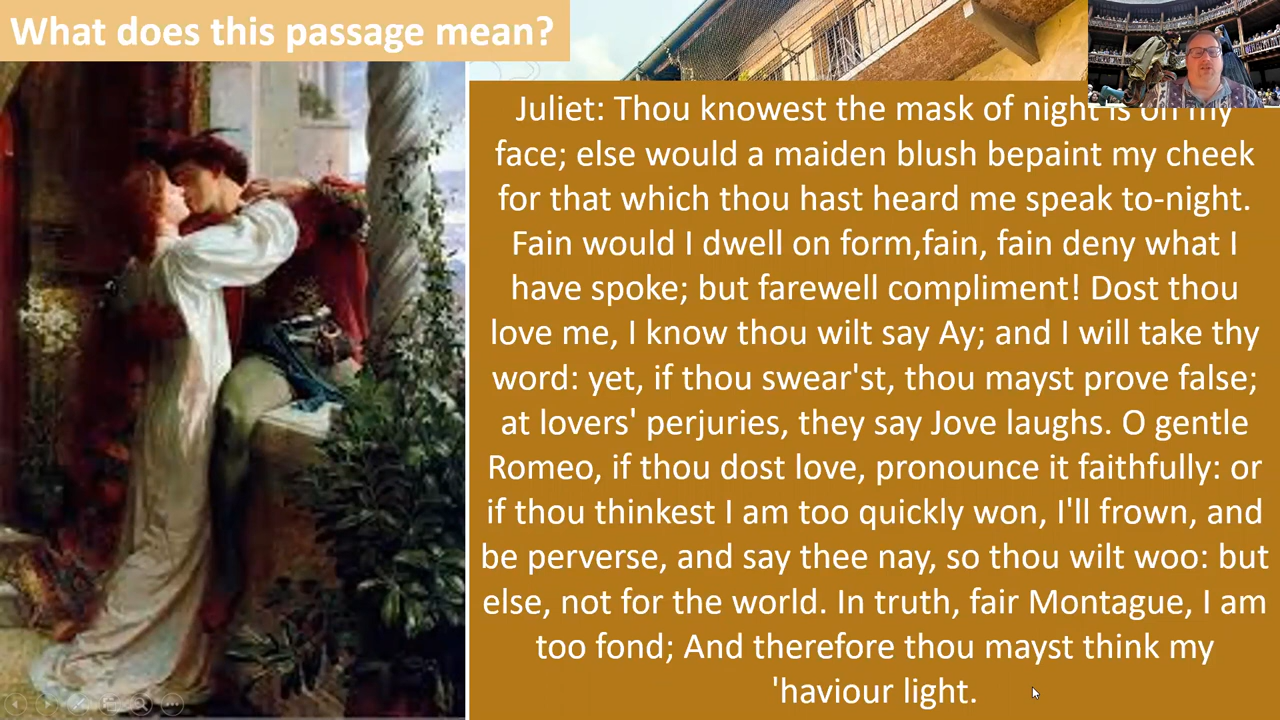 What does this passage mean?
Juliet: Thou knowest the mask of night is on my
face; else would a maiden blush bepaint my cheek
for that which thou hast heard me speak to-night.
Fain would I dwell on form,fain, fain deny what I
have spoke; but farewell compliment! Dost thou
love me, I know thou wilt say Ay; and I will take thy
word: yet, if thou swear'st, thou mayst prove false;
at lovers' perjuries, they say Jove laughs. O gentle
Romeo, if thou dost love, pronounce it faithfully: or
if thou thinkest I am too quickly won, I'll frown, and
be perverse, and say thee nay, so thou wilt woo: but
else, not for the world. In truth, fair Montague, I am
too fond; And therefore thou mayst think my
'haviour light.